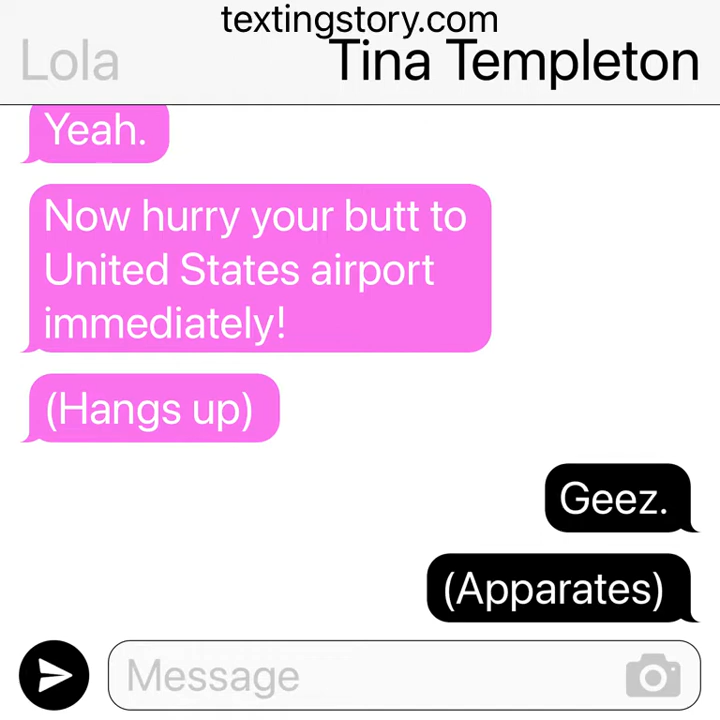 textingstory.com
Lola
Tina Templeton
Yeah.
Now hurry your butt to
United States airport
immediately!
(Hangs up)
Geez.
(Apparates)
Message